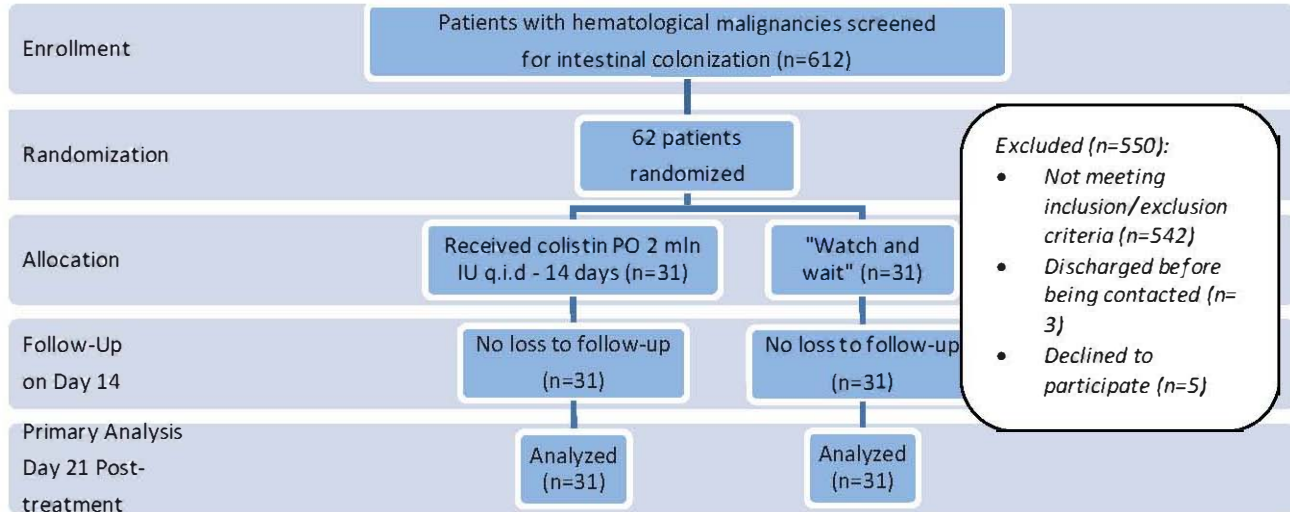 Enrollment
Patients with hematological malignancies screened
for intestinal colonization (n=612)
Randomization
62 patients
randomized
Excluded (n=550):
• Not meeting
inclusion/exclusion
criteria (n=542)
• Discharged before
being contacted (n=
3)
• Declined to
participate (n=5)
Allocation
Received colistin PO 2 mln
IU q.i.d - 14 days (n=31)
"Watch and
wait" (n=31)
Follow-Up
on Day 14
No loss to follow-up
(n=31)
No loss to follow-up
(n=31)
Primary Analysis
Day 21 Post-
treatment
Analyzed
(n=31)
Analyzed
(n=31)